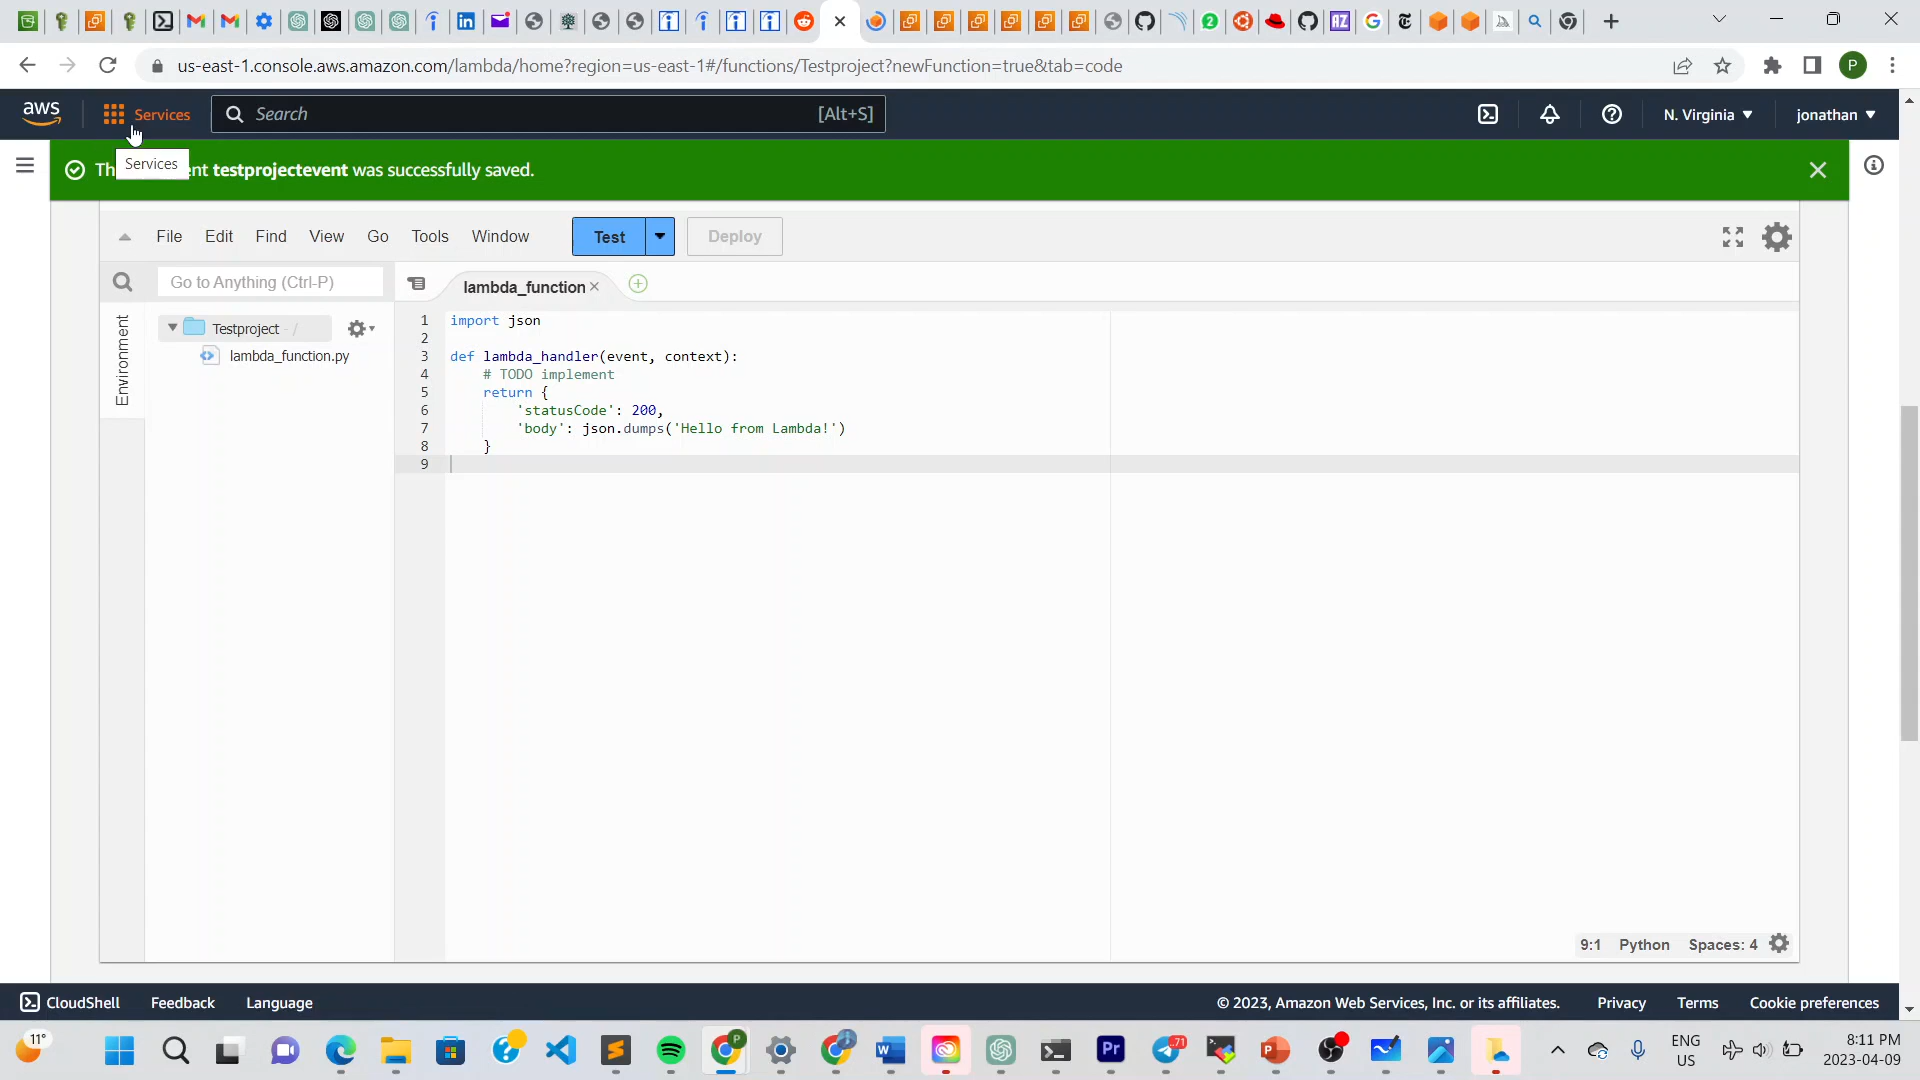 us-east-1.console.aws.amazon.com/lambda/home?region=us-east-1#/functions/Testproject?newFunction=true&tab=code
aws
Services
Search
[Alt+S]
N. Virginia
jonathan
Services
Th
nt testprojectevent was successfully saved.
File Edit Find View Go Tools Window
Test
Deploy
Go to Anything (Ctrl-P)
lambda_function
Environment
Testproject - /
lambda_function.py
1 import json
2
3 def lambda_handler(event, context):
4 # TODO implement
5 return {
6 'statusCode': 200,
7 'body': json.dumps('Hello from Lambda!')
8 }
9
9:1 Python Spaces: 4
CloudShell Feedback Language
© 2023, Amazon Web Services, Inc. or its affiliates. Privacy Terms Cookie preferences
11°
71
ENG
US
8:11 PM
2023-04-09